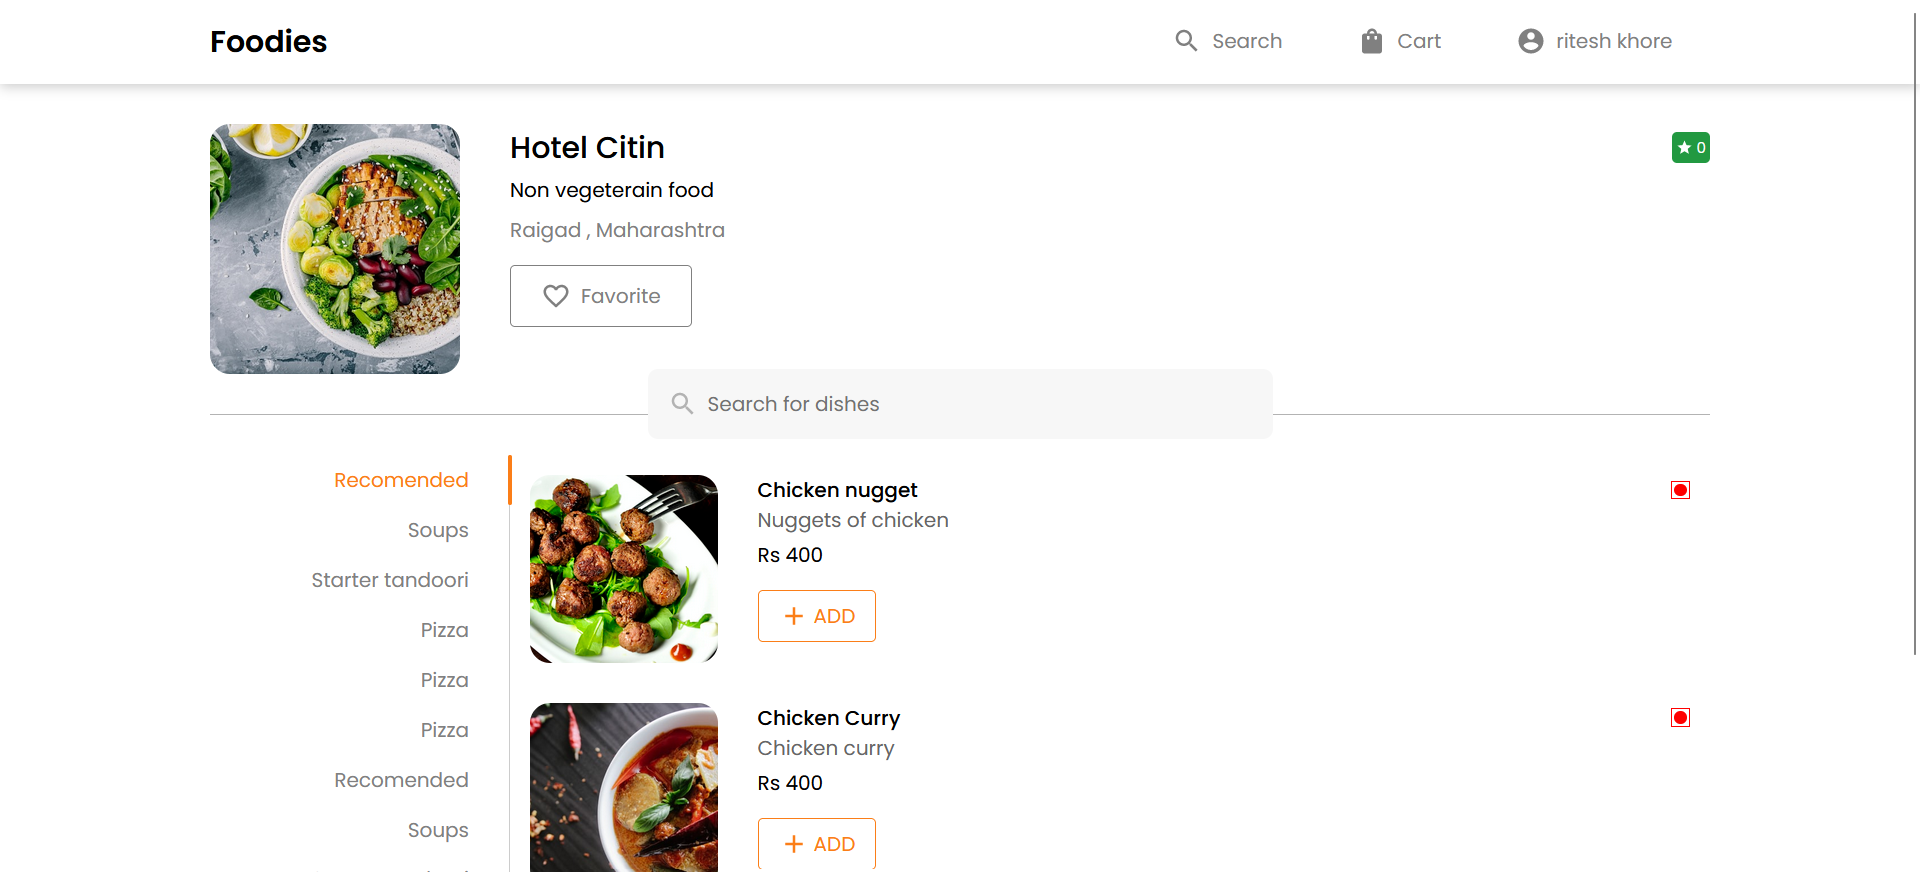 Foodies
Search
Cart
ritesh khore
Hotel Citin
0
Non vegeterain food
Raigad , Maharashtra
Favorite
Search for dishes
Recomended
Soups
Starter tandoori
Pizza
Pizza
Pizza
Recomended
Soups
Chicken nugget
Nuggets of chicken
Rs 400
ADD
Chicken Curry
Chicken curry
Rs 400
ADD